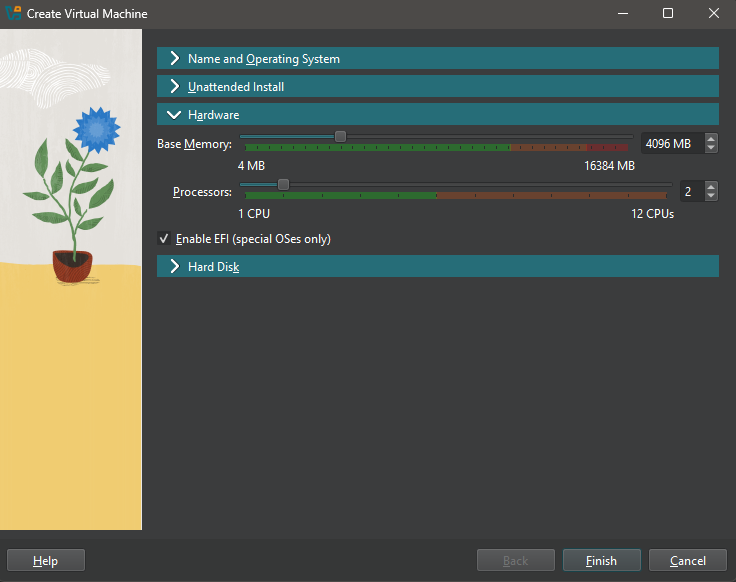 Create Virtual Machine
Name and Operating System
Unattended Install
Hardware
Base Memory:
4096 MB
4 MB
16384 MB
Processors:
2
1 CPU
12 CPUs
Enable EFI (special OSes only)
Hard Disk
Help
Back
Finish
Cancel